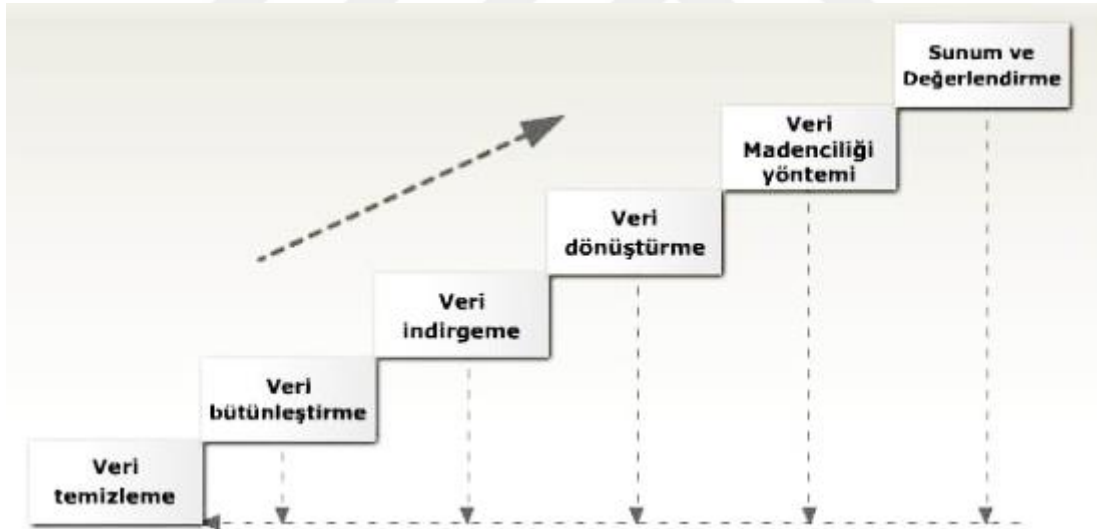 Sunum ve
Değerlendirme
Veri
Madenciliği
yöntemi
Veri
dönüştürme
Veri
indirgeme
Veri
bütünleştirme
Veri
temizleme